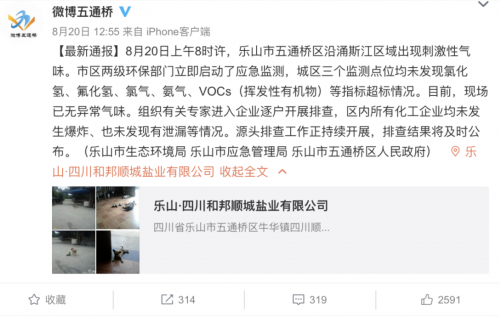 微博五通桥
微博五通桥
8月20日 12:55 来自 iPhone客户端
【最新通报】8月20日上午8时许，乐山市五通桥区沿涌斯江区域出现刺激性气
味。市区两级环保部门立即启动了应急监测，城区三个监测点位均未发现氯化
氢、氟化氢、氯气、氨气、VOCs（挥发性有机物）等指标超标情况。目前，现场
已无异常气味。组织有关专家进入企业逐户开展排查，区内所有化工企业均未发
生爆炸、也未发现有泄漏等情况。源头排查工作正持续开展，排查结果将及时公
布。（乐山市生态环境局 乐山市应急管理局 乐山市五通桥区人民政府） 乐
山·四川和邦顺城盐业有限公司 收起全文
乐山·四川和邦顺城盐业有限公司
四川省乐山市五通桥区牛华镇四川顺...
收藏
314
319
2591